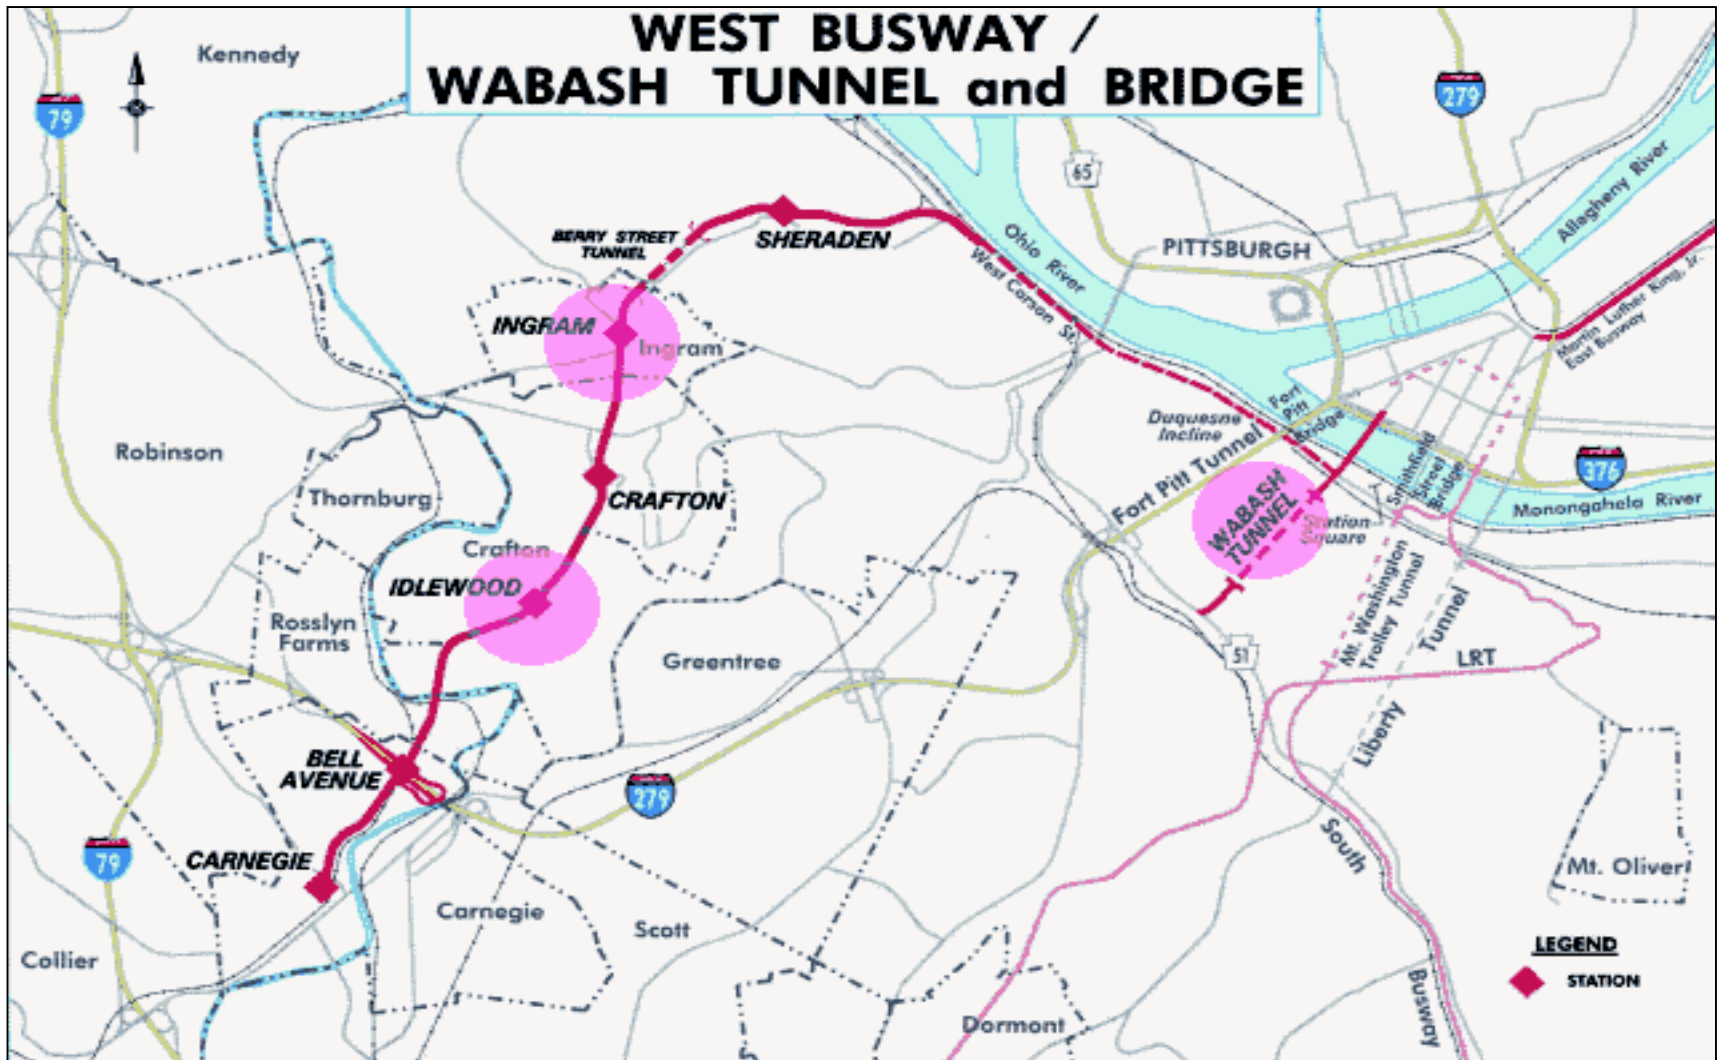 WEST BUSWAY /
WABASH TUNNEL and BRIDGE
Kennedy
79
279
65
Allegheny River
BERRY STREET
TUNNEL
SHERADEN
Ohio River
PITTSBURGH
West Carson St.
Martin Luther King, Jr.
East Busway
INGRAM
Ingram
Duquesne
Incline
Fort
Pitt
Bridge
Robinson
Thornburg
CRAFTON
Fort Pitt Tunnel
WABASH
TUNNEL
Smithfield
Street
Bridge
376
Monongahela River
Station
Square
Crafton
IDLEWOOD
Rosslyn
Farms
Greentree
51
Mt. Washington
Trolley Tunnel
Liberty
Tunnel
LRT
BELL
AVENUE
279
79
CARNEGIE
South
Busway
Mt. Oliver
Carnegie
Scott
Collier
Dormont
LEGEND
STATION